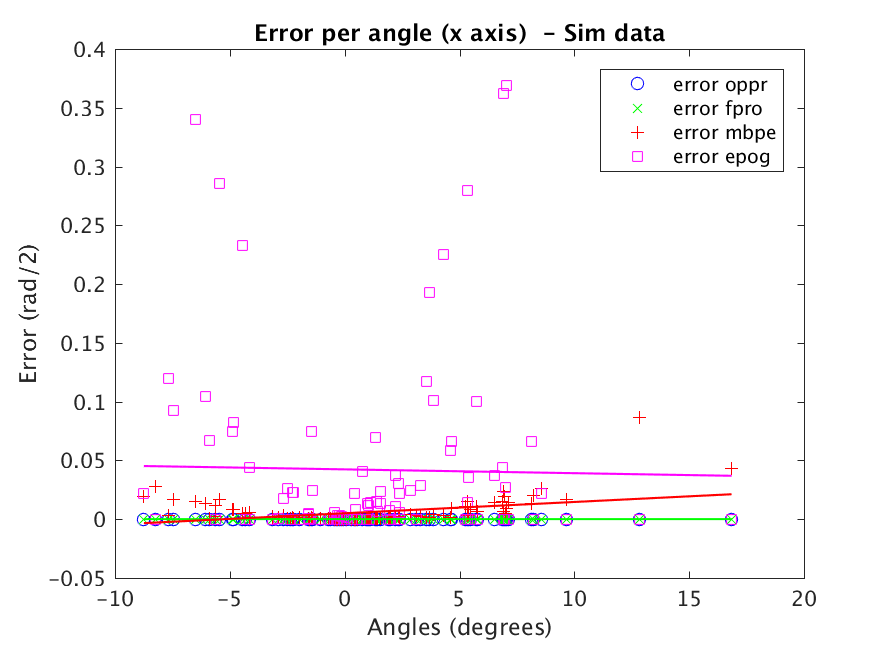 Error per angle (x axis)  - Sim data
error oppr
error fpro
error mbpe
error epog
0.4
0.35
0.3
0.25
0.2
0.15
0.1
0.05
0
-0.05
Error (rad/2)
-10
-5
0
5
10
15
20
Angles (degrees)